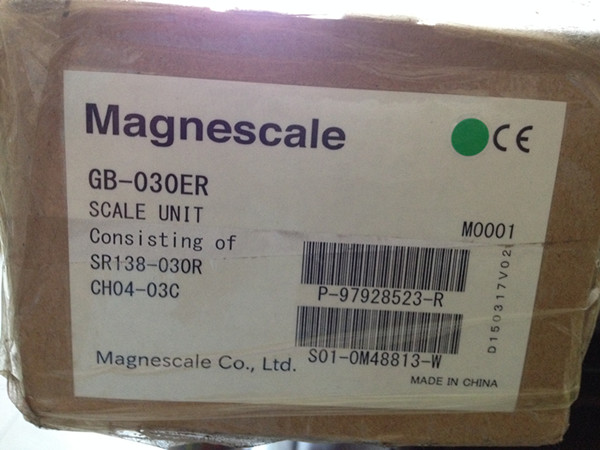 Magnescale
CE
GB-030ER
SCALE UNIT
Consisting of
SR138-030R
CH04-03C
M0001
P-97928523-R
S01-0M48813-W
D150317V02
Magnescale Co., Ltd.
MADE IN CHINA